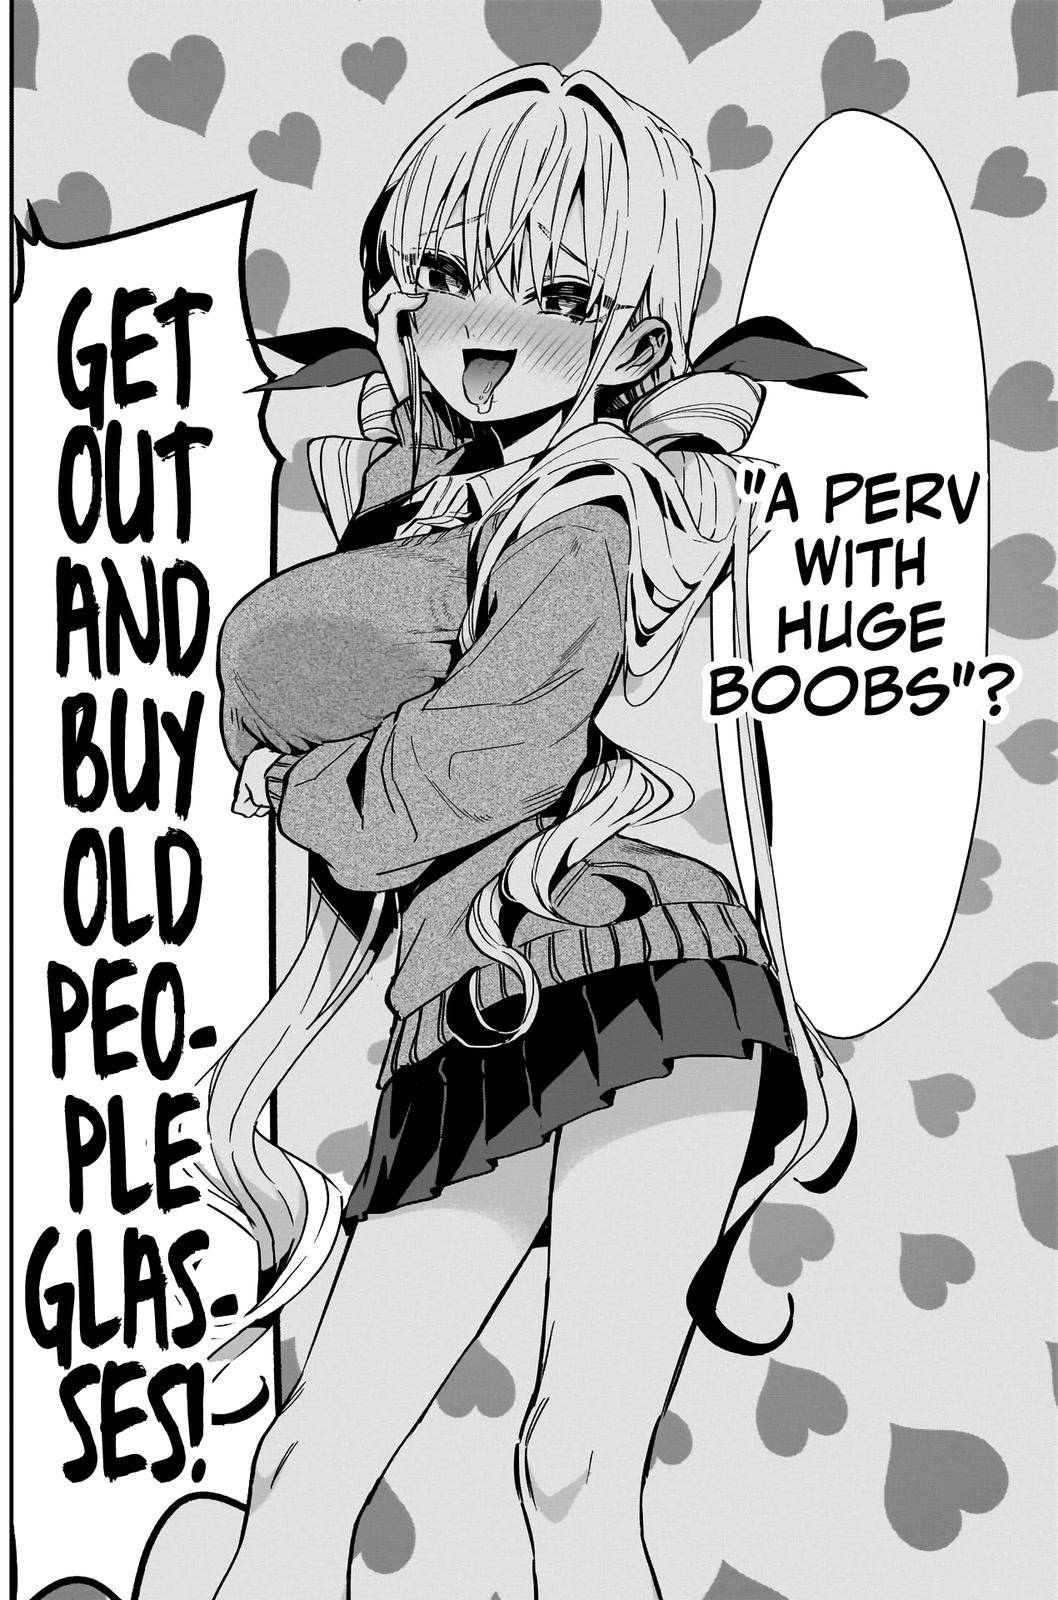 "A PERV
WITH
HUGE
BOOBS"?
GET
OUT
AND
BUY
OLD
PEO-
PLE
GLAS-
SES!